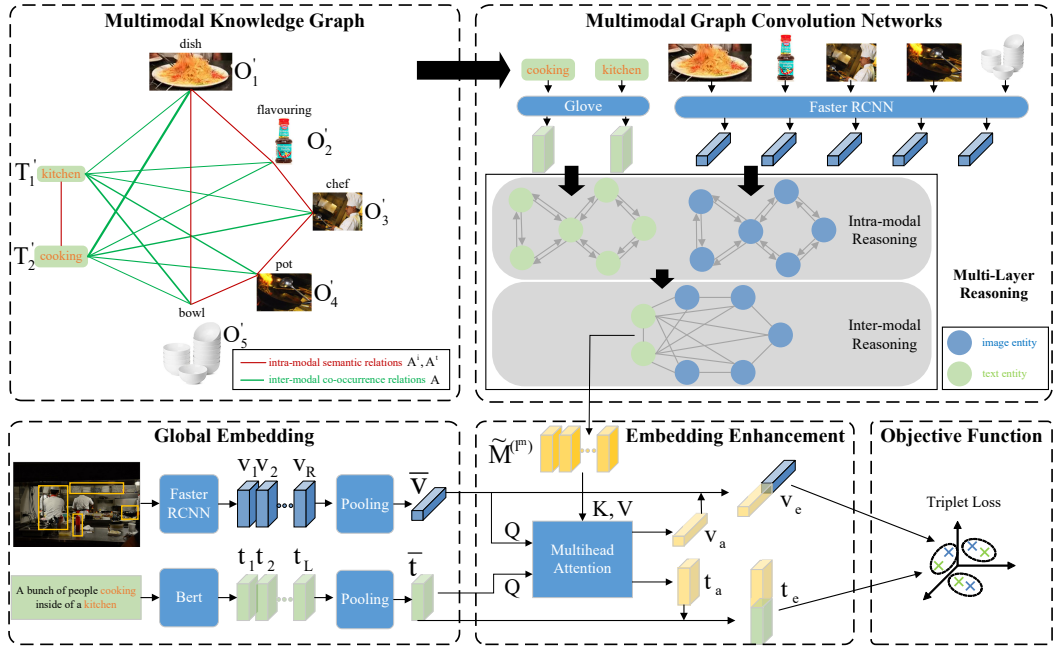 Multimodal Knowledge Graph
dish
O'1
flavouring
O'2
T'1
kitchen
chef
O'3
T'2
cooking
pot
O'4
bowl
O'5
intra-modal semantic relations Aⁱ, Aᵗ
inter-modal co-occurrence relations A
Multimodal Graph Convolution Networks
cooking
kitchen
Glove
Faster RCNN
Intra-modal
Reasoning
Inter-modal
Reasoning
Multi-Layer
Reasoning
image entity
text entity
Global Embedding
Faster
RCNN
v1 v2 vR
Pooling
v̅
A bunch of people cooking
inside of a kitchen
Bert
t1 t2 tL
Pooling
t̅
Embedding Enhancement
M̃(lᵐ)
K, V
Q
Q
Multihead
Attention
va
ta
ve
te
Objective Function
Triplet Loss